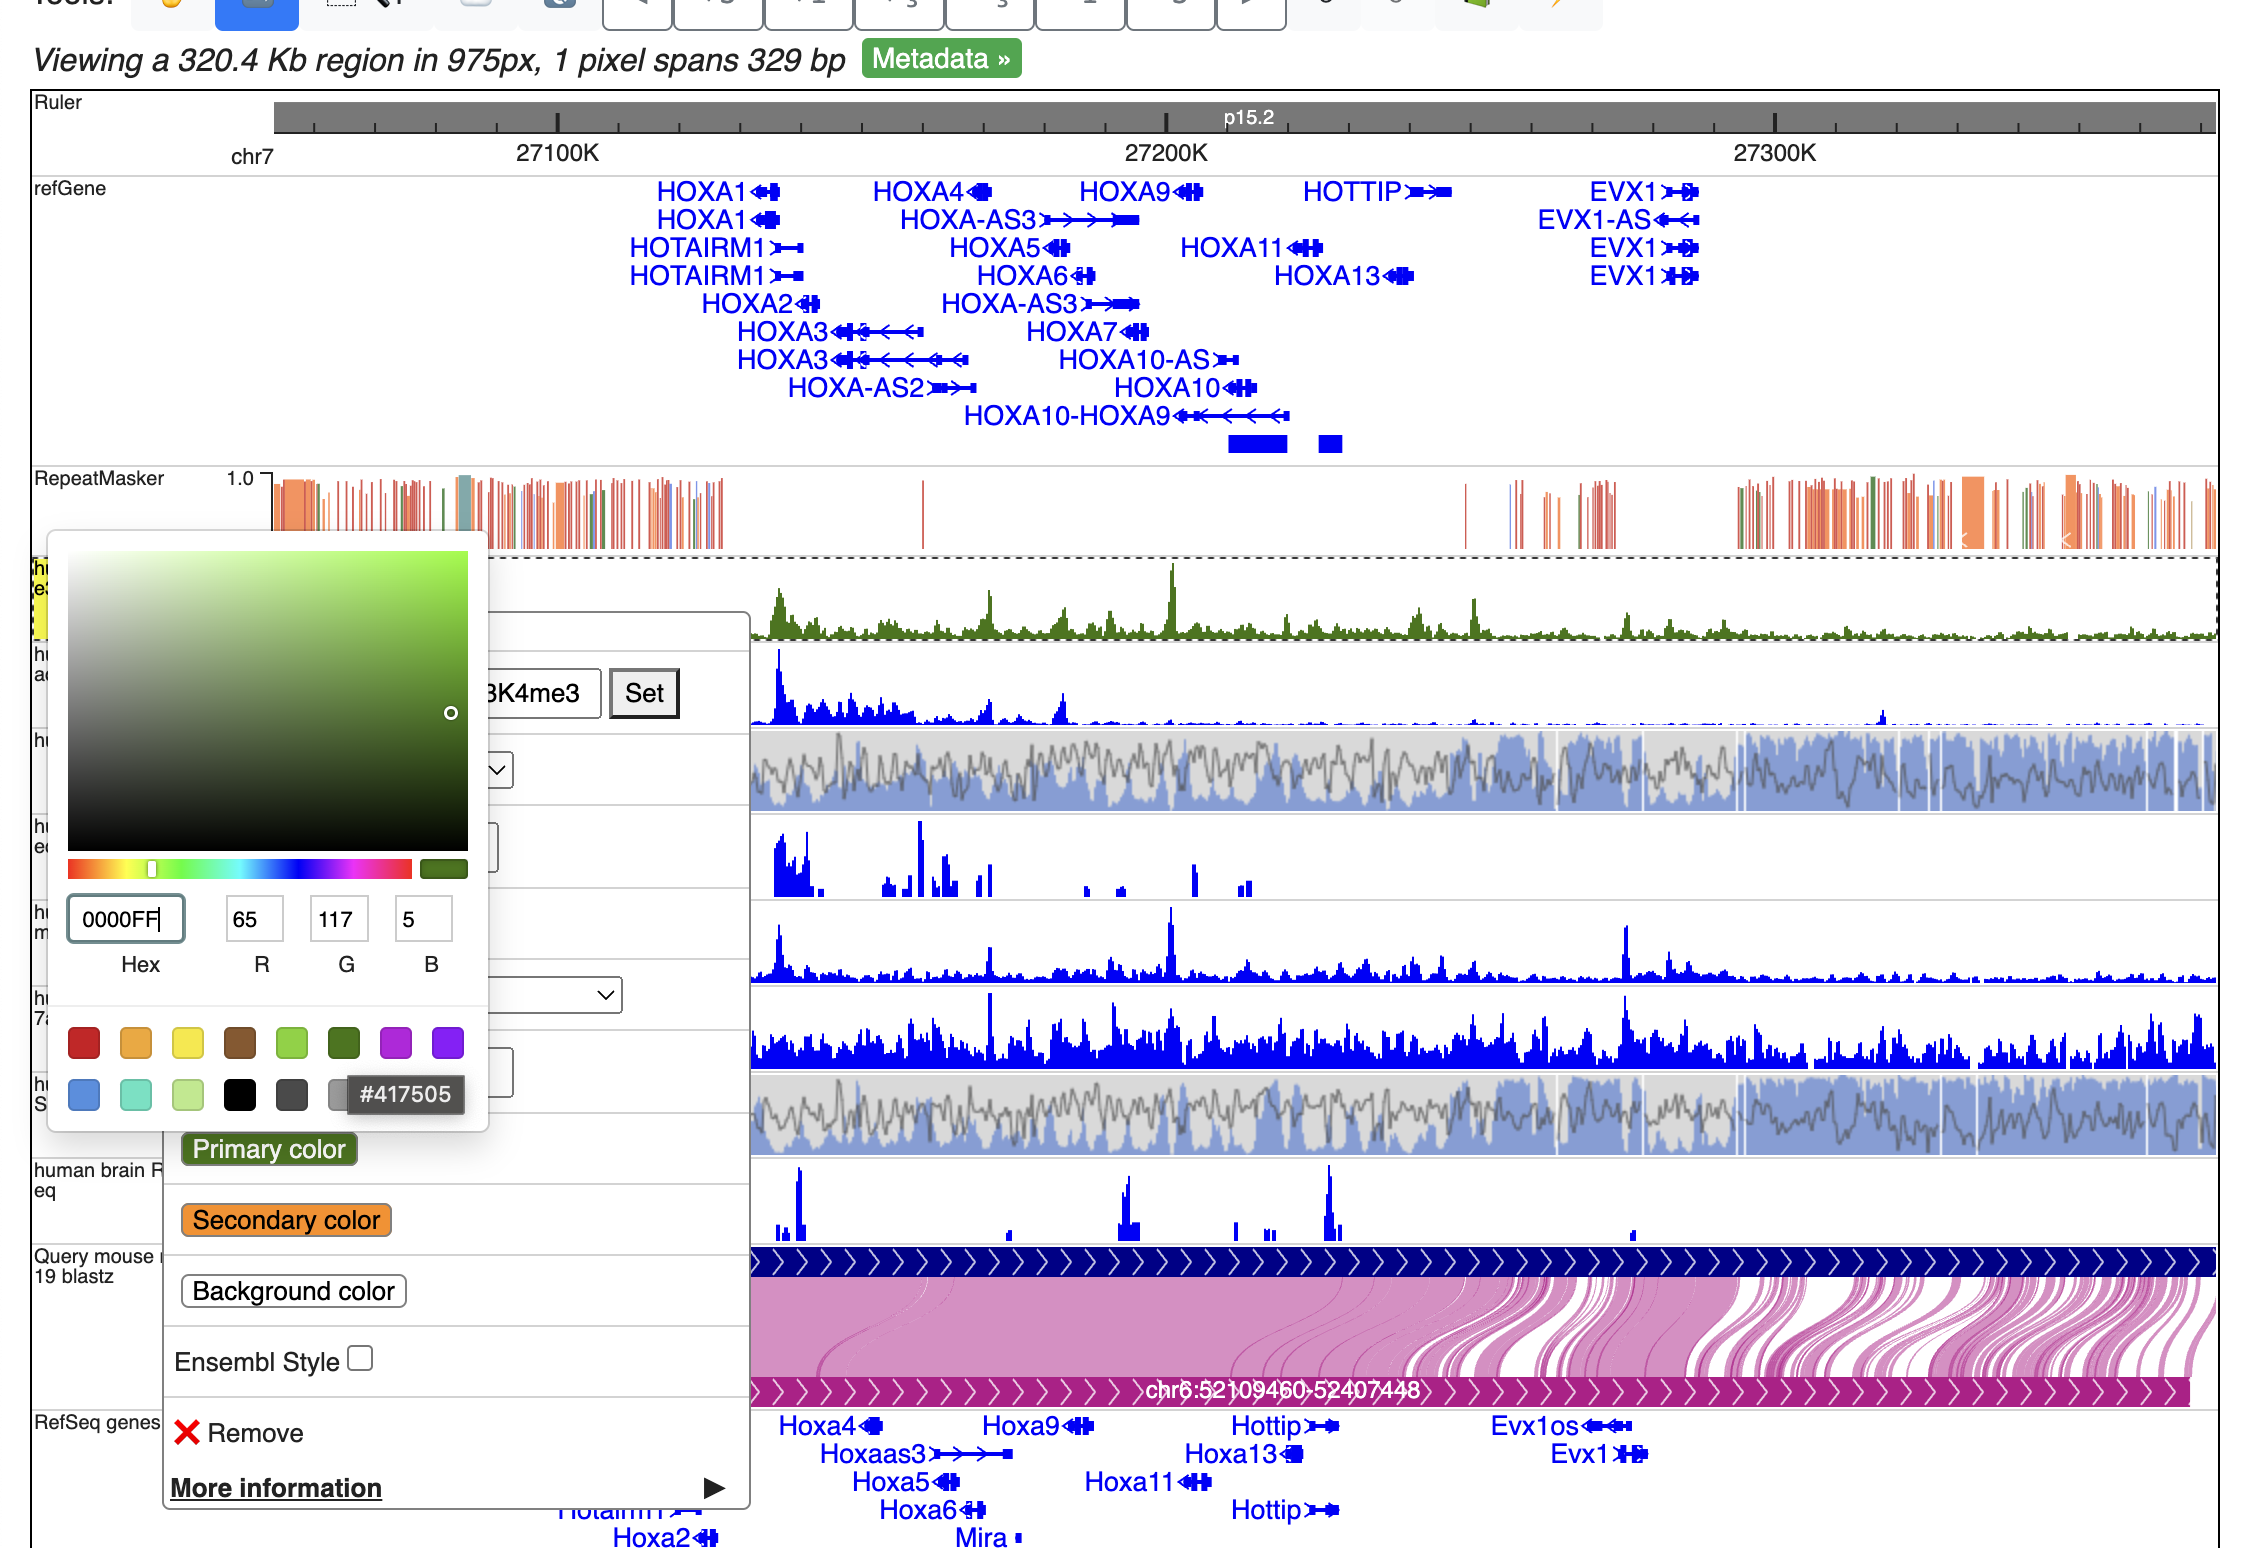 Viewing a 320.4 Kb region in 975px, 1 pixel spans 329 bp Metadata »
Ruler
p15.2
chr7 27100K 27200K 27300K
refGene
HOXA1 HOXA4 HOXA9 HOTTIP EVX1
HOXA1 HOXA-AS3 EVX1-AS
HOTAIRM1 HOXA5 HOXA11 EVX1
HOTAIRM1 HOXA6 HOXA13 EVX1
HOXA2 HOXA-AS3
HOXA3 HOXA7
HOXA3 HOXA10-AS
HOXA-AS2 HOXA10
HOXA10-HOXA9
RepeatMasker 1.0
3K4me3 Set
0000FF 65 117 5
Hex R G B
#417505
Primary color
human brain R
eq
Secondary color
Query mouse
19 blastz
Background color
Ensembl Style
chr6:52109460-52407448
RefSeq genes
Remove
More information
Hoxa4 Hoxa9 Hottip Evx1os
Hoxaas3 Hoxa13 Evx1
Hoxa5 Hoxa11
Hoxa6 Hottip
Hoxa2 Mira